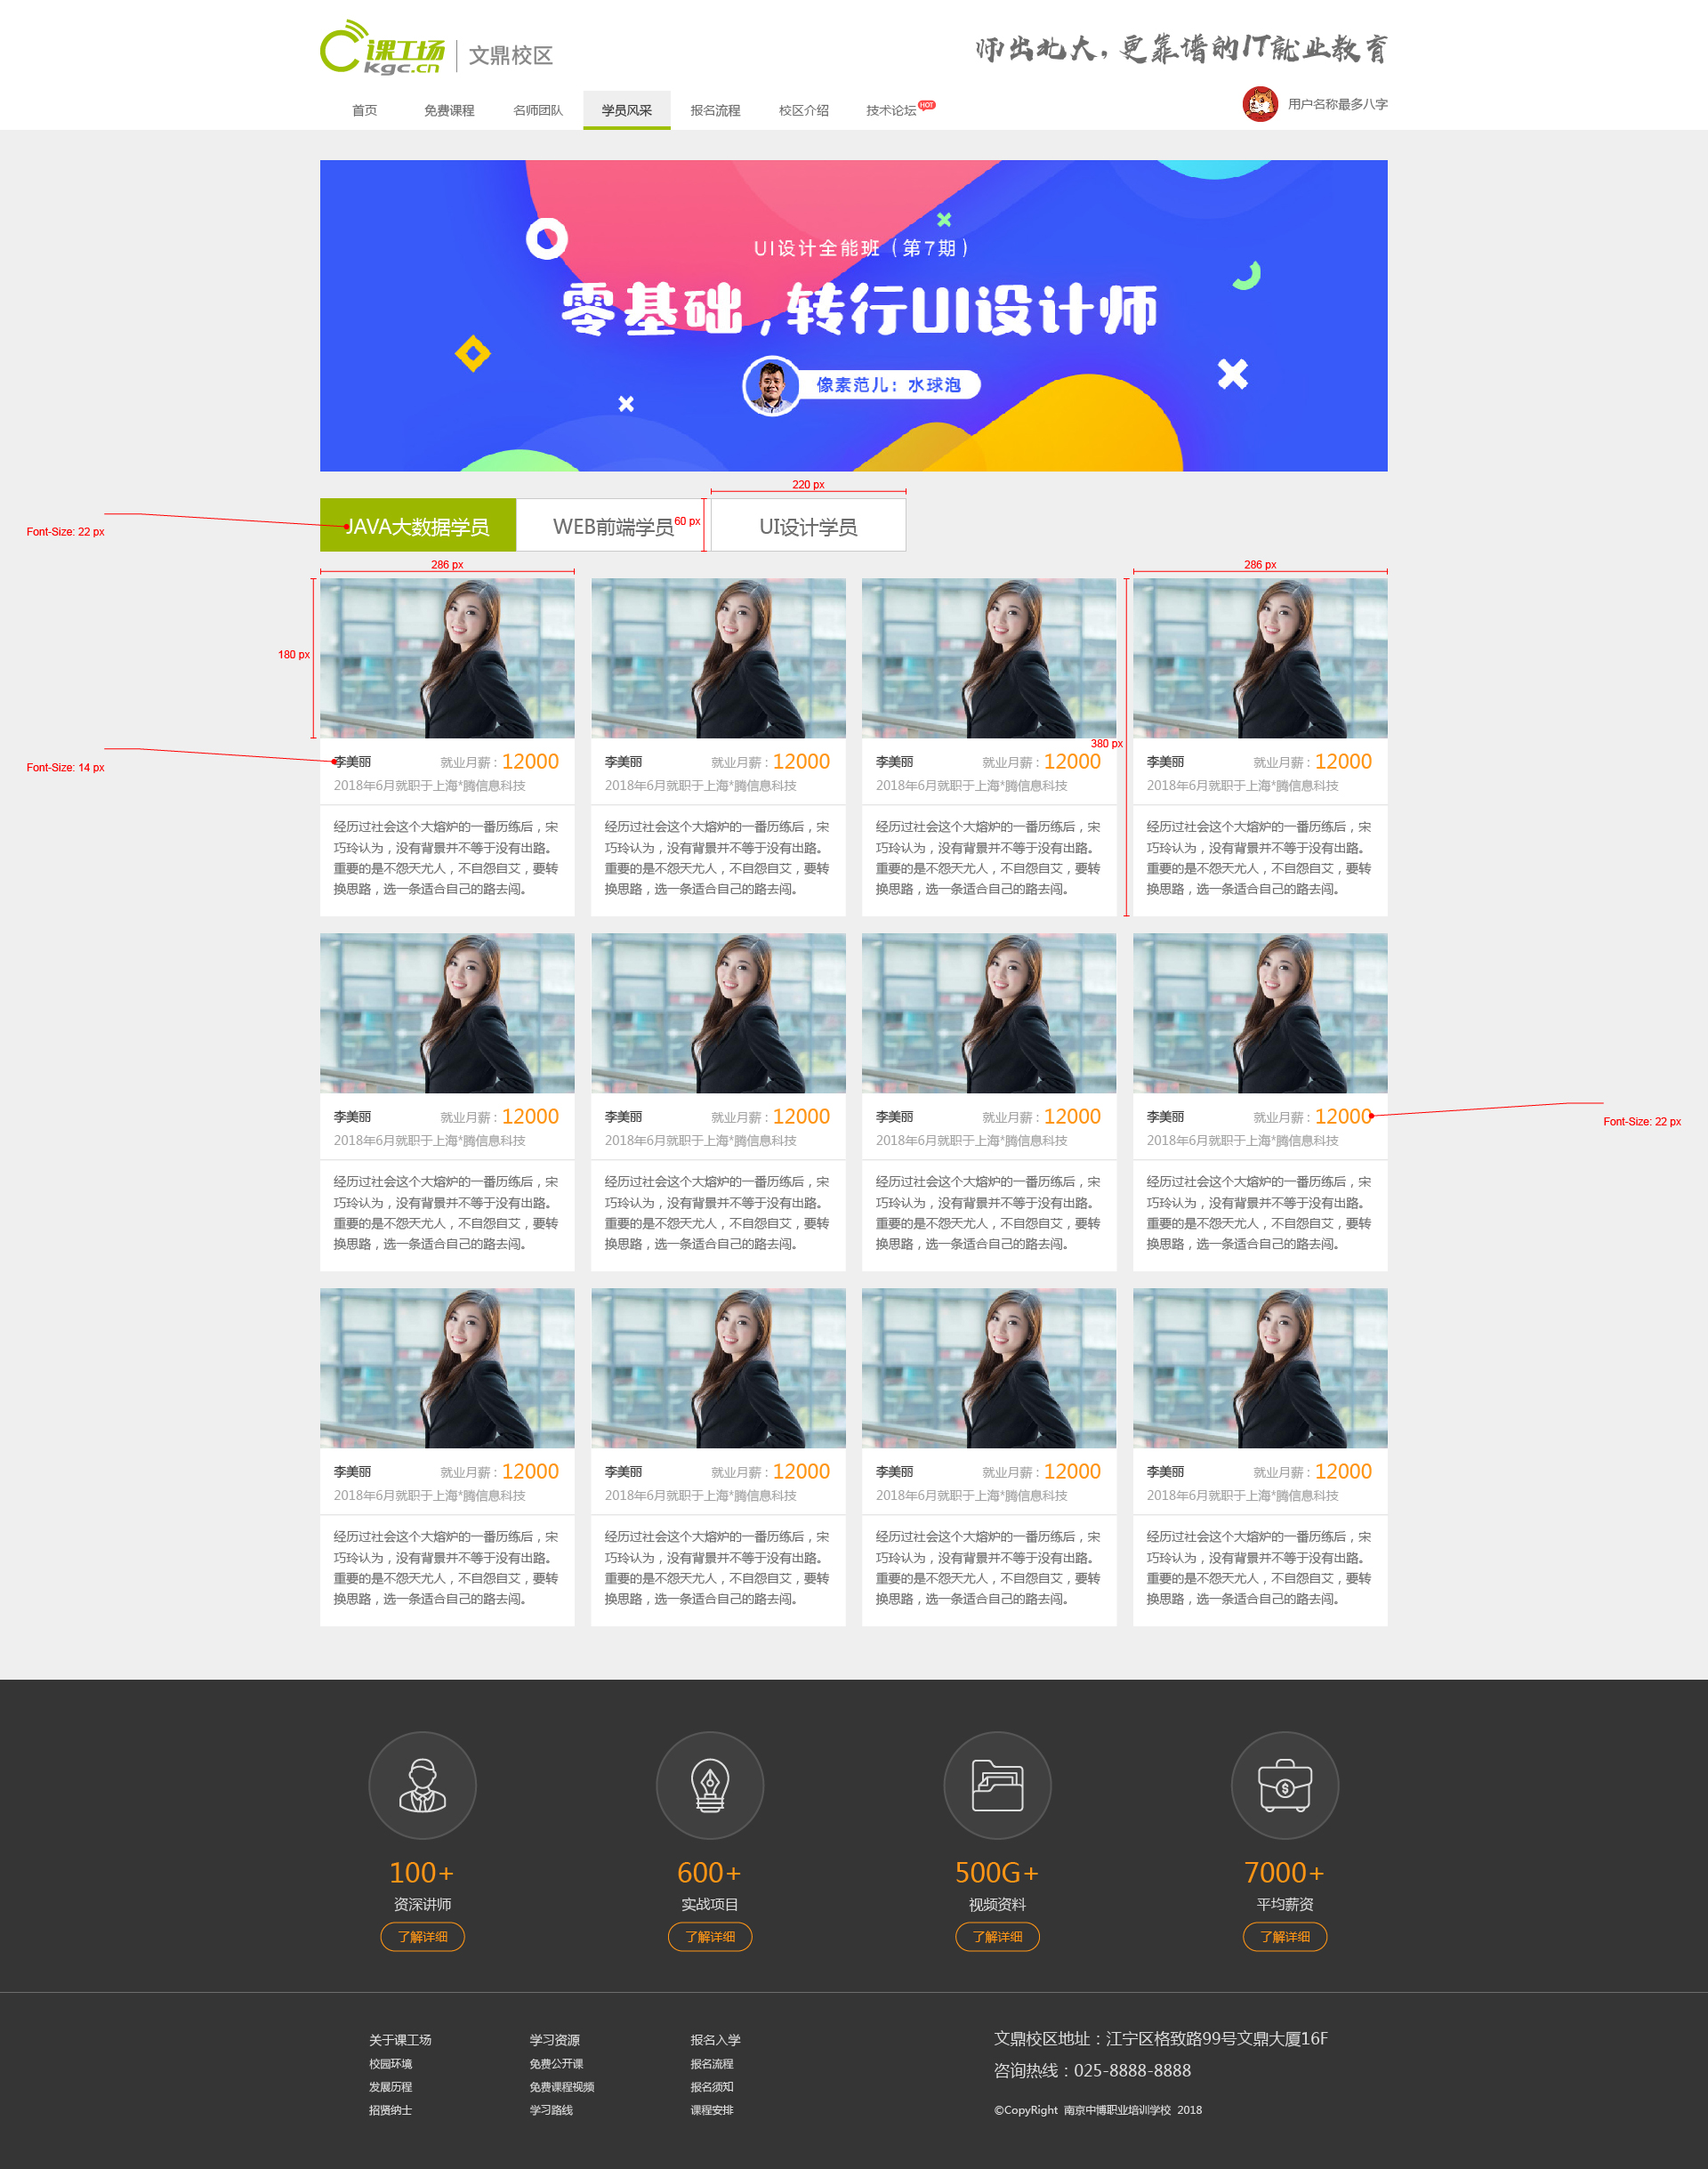 课工场 kgc.cn 文鼎校区
师出北大,更靠谱的IT就业教育
首页 免费课程 名师团队 学员风采 报名流程 校区介绍 技术论坛 HOT
用户名称最多八字
UI设计全能班（第7期）
零基础,转行UI设计师
像素范儿：水球泡
220 px
JAVA大数据学员 WEB前端学员 60 px UI设计学员
Font-Size: 22 px
286 px 286 px
180 px
380 px
李美丽 就业月薪：12000 李美丽 就业月薪：12000 李美丽 就业月薪：12000 李美丽 就业月薪：12000
Font-Size: 14 px
2018年6月就职于上海*腾信息科技 2018年6月就职于上海*腾信息科技 2018年6月就职于上海*腾信息科技 2018年6月就职于上海*腾信息科技
经历过社会这个大熔炉的一番历练后，宋 经历过社会这个大熔炉的一番历练后，宋 经历过社会这个大熔炉的一番历练后，宋 经历过社会这个大熔炉的一番历练后，宋
巧玲认为，没有背景并不等于没有出路。 巧玲认为，没有背景并不等于没有出路。 巧玲认为，没有背景并不等于没有出路。 巧玲认为，没有背景并不等于没有出路。
重要的是不怨天尤人，不自怨自艾，要转 重要的是不怨天尤人，不自怨自艾，要转 重要的是不怨天尤人，不自怨自艾，要转 重要的是不怨天尤人，不自怨自艾，要转
换思路，选一条适合自己的路去闯。 换思路，选一条适合自己的路去闯。 换思路，选一条适合自己的路去闯。 换思路，选一条适合自己的路去闯。
李美丽 就业月薪：12000 李美丽 就业月薪：12000 李美丽 就业月薪：12000 李美丽 就业月薪：12000
Font-Size: 22 px
2018年6月就职于上海*腾信息科技 2018年6月就职于上海*腾信息科技 2018年6月就职于上海*腾信息科技 2018年6月就职于上海*腾信息科技
经历过社会这个大熔炉的一番历练后，宋 经历过社会这个大熔炉的一番历练后，宋 经历过社会这个大熔炉的一番历练后，宋 经历过社会这个大熔炉的一番历练后，宋
巧玲认为，没有背景并不等于没有出路。 巧玲认为，没有背景并不等于没有出路。 巧玲认为，没有背景并不等于没有出路。 巧玲认为，没有背景并不等于没有出路。
重要的是不怨天尤人，不自怨自艾，要转 重要的是不怨天尤人，不自怨自艾，要转 重要的是不怨天尤人，不自怨自艾，要转 重要的是不怨天尤人，不自怨自艾，要转
换思路，选一条适合自己的路去闯。 换思路，选一条适合自己的路去闯。 换思路，选一条适合自己的路去闯。 换思路，选一条适合自己的路去闯。
李美丽 就业月薪：12000 李美丽 就业月薪：12000 李美丽 就业月薪：12000 李美丽 就业月薪：12000
2018年6月就职于上海*腾信息科技 2018年6月就职于上海*腾信息科技 2018年6月就职于上海*腾信息科技 2018年6月就职于上海*腾信息科技
经历过社会这个大熔炉的一番历练后，宋 经历过社会这个大熔炉的一番历练后，宋 经历过社会这个大熔炉的一番历练后，宋 经历过社会这个大熔炉的一番历练后，宋
巧玲认为，没有背景并不等于没有出路。 巧玲认为，没有背景并不等于没有出路。 巧玲认为，没有背景并不等于没有出路。 巧玲认为，没有背景并不等于没有出路。
重要的是不怨天尤人，不自怨自艾，要转 重要的是不怨天尤人，不自怨自艾，要转 重要的是不怨天尤人，不自怨自艾，要转 重要的是不怨天尤人，不自怨自艾，要转
换思路，选一条适合自己的路去闯。 换思路，选一条适合自己的路去闯。 换思路，选一条适合自己的路去闯。 换思路，选一条适合自己的路去闯。
100+ 600+ 500G+ 7000+
资深讲师 实战项目 视频资料 平均薪资
了解详细 了解详细 了解详细 了解详细
关于课工场 学习资源 报名入学 文鼎校区地址：江宁区格致路99号文鼎大厦16F
校园环境 免费公开课 报名流程 咨询热线：025-8888-8888
发展历程 免费课程视频 报名须知
招贤纳士 学习路线 课程安排 ©CopyRight 南京中博职业培训学校 2018